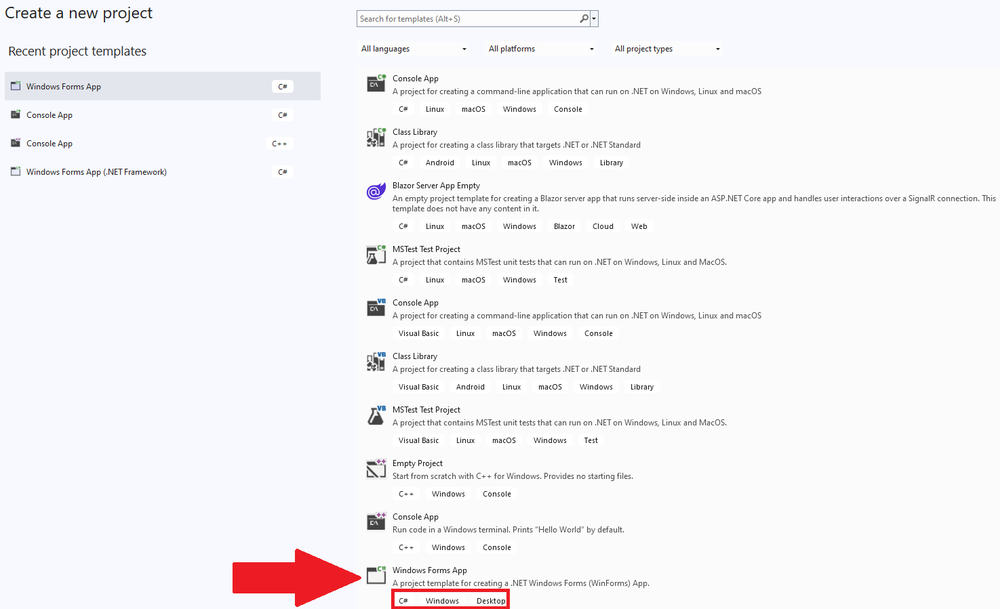 Create a new project
Recent project templates
Windows Forms App C#
Console App C#
Console App C++
Windows Forms App (.NET Framework) C#
Search for templates (Alt+S)
All languages All platforms All project types
Console App
A project for creating a command-line application that can run on .NET on Windows, Linux and macOS
C# Linux macOS Windows Console
Class Library
A project for creating a class library that targets .NET or .NET Standard
C# Android Linux macOS Windows Library
Blazor Server App Empty
An empty project template for creating a Blazor server app that runs server-side inside an ASP.NET Core app and handles user interactions over a SignalR connection. This
template does not have any content in it.
C# Linux macOS Windows Blazor Cloud Web
MSTest Test Project
A project that contains MSTest unit tests that can run on .NET on Windows, Linux and MacOS.
C# Linux macOS Windows Test
Console App
A project for creating a command-line application that can run on .NET on Windows, Linux and macOS
Visual Basic Linux macOS Windows Console
Class Library
A project for creating a class library that targets .NET or .NET Standard
Visual Basic Android Linux macOS Windows Library
MSTest Test Project
A project that contains MSTest unit tests that can run on .NET on Windows, Linux and MacOS.
Visual Basic Linux macOS Windows Test
Empty Project
Start from scratch with C++ for Windows. Provides no starting files.
C++ Windows Console
Console App
Run code in a Windows terminal. Prints "Hello World" by default.
C++ Windows Console
Windows Forms App
A project template for creating a .NET Windows Forms (WinForms) App.
C# Windows Desktop